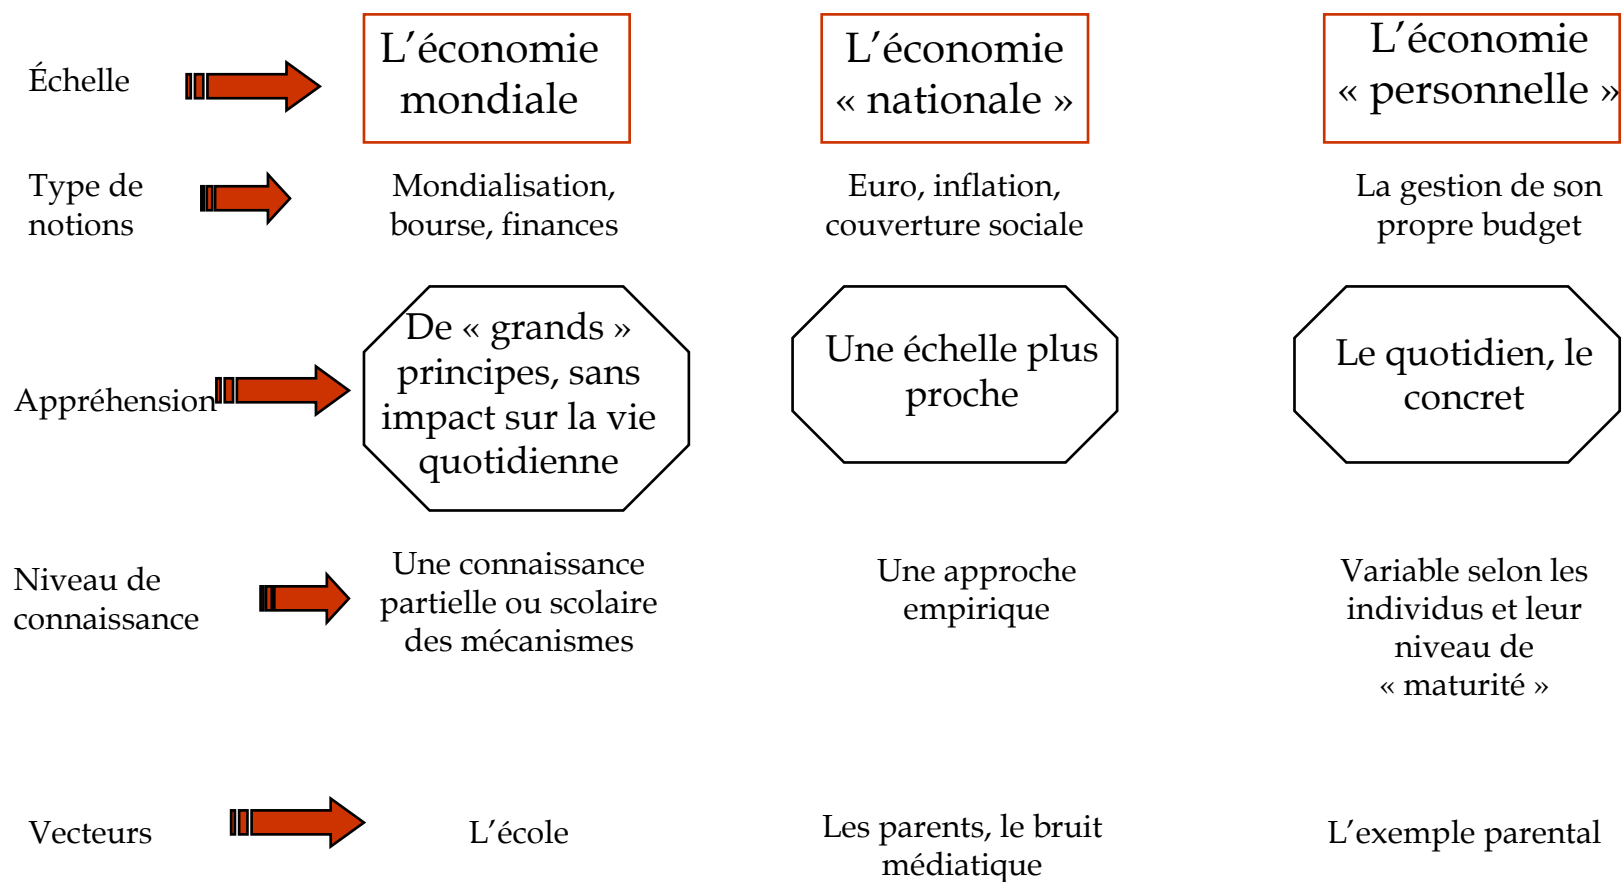 Échelle
L’économie
mondiale
L’économie
« nationale »
L’économie
« personnelle »
Type de
notions
Mondialisation,
bourse, finances
Euro, inflation,
couverture sociale
La gestion de son
propre budget
Appréhension
De « grands »
principes, sans
impact sur la vie
quotidienne
Une échelle plus
proche
Le quotidien, le
concret
Niveau de
connaissance
Une connaissance
partielle ou scolaire
des mécanismes
Une approche
empirique
Variable selon les
individus et leur
niveau de
« maturité »
Vecteurs
L’école
Les parents, le bruit
médiatique
L’exemple parental